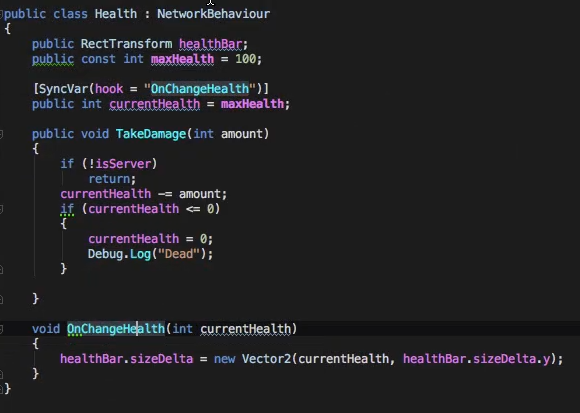 public class Health : NetworkBehaviour
{
public RectTransform healthBar;
public const int maxHealth = 100;
[SyncVar(hook = "OnChangeHealth")]
public int currentHealth = maxHealth;
public void TakeDamage(int amount)
{
if (!isServer)
return;
currentHealth -= amount;
if (currentHealth <= 0)
{
currentHealth = 0;
Debug.Log("Dead");
}
}
void OnChangeHealth(int currentHealth)
{
healthBar.sizeDelta = new Vector2(currentHealth, healthBar.sizeDelta.y);
}
}